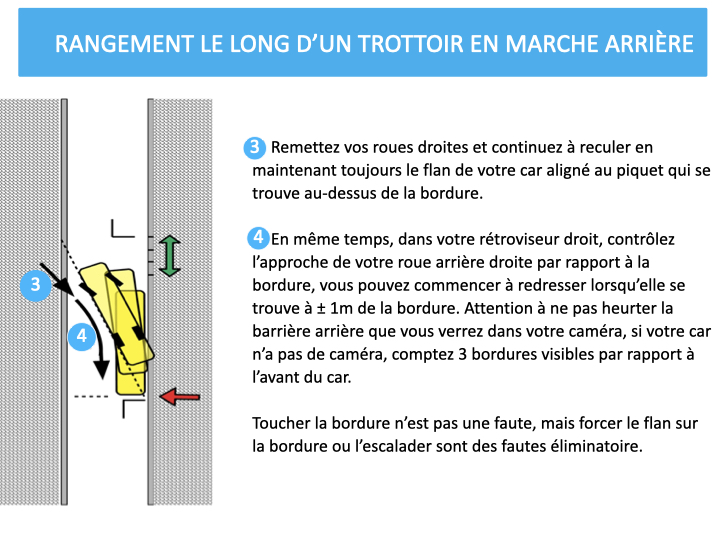 RANGEMENT LE LONG D’UN TROTTOIR EN MARCHE ARRIÈRE
3 Remettez vos roues droites et continuez à reculer en
maintenant toujours le flan de votre car aligné au piquet qui se
trouve au-dessus de la bordure.
4 En même temps, dans votre rétroviseur droit, contrôlez
l’approche de votre roue arrière droite par rapport à la
bordure, vous pouvez commencer à redresser lorsqu’elle se
trouve à ± 1m de la bordure. Attention à ne pas heurter la
barrière arrière que vous verrez dans votre caméra, si votre car
n’a pas de caméra, comptez 3 bordures visibles par rapport à
l’avant du car.
Toucher la bordure n’est pas une faute, mais forcer le flan sur
la bordure ou l’escalader sont des fautes éliminatoire.
3
4